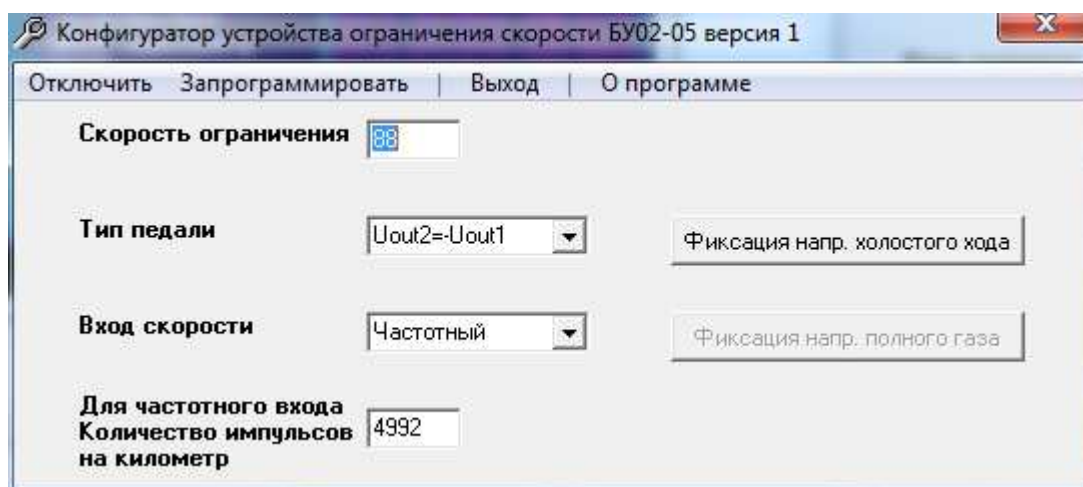 Конфигуратор устройства ограничения скорости БУ02-05 версия 1
Отключить Запрограммировать | Выход | О программе
Скорость ограничения 88
Тип педали Uout2=-Uout1 Фиксация напр. холостого хода
Вход скорости Частотный Фиксация напр. полного газа
Для частотного входа
Количество импульсов 4992
на километр